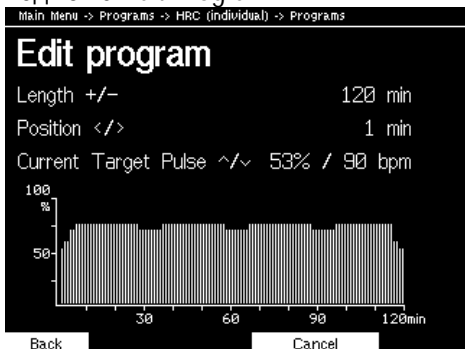 Main Menu -> Programs -> HRC (individual) -> Programs
Edit program
Length +/- 120 min
Position </> 1 min
Current Target Pulse ^/v 53% / 90 bpm
100
%
50
30 60 90 120min
Back Cancel